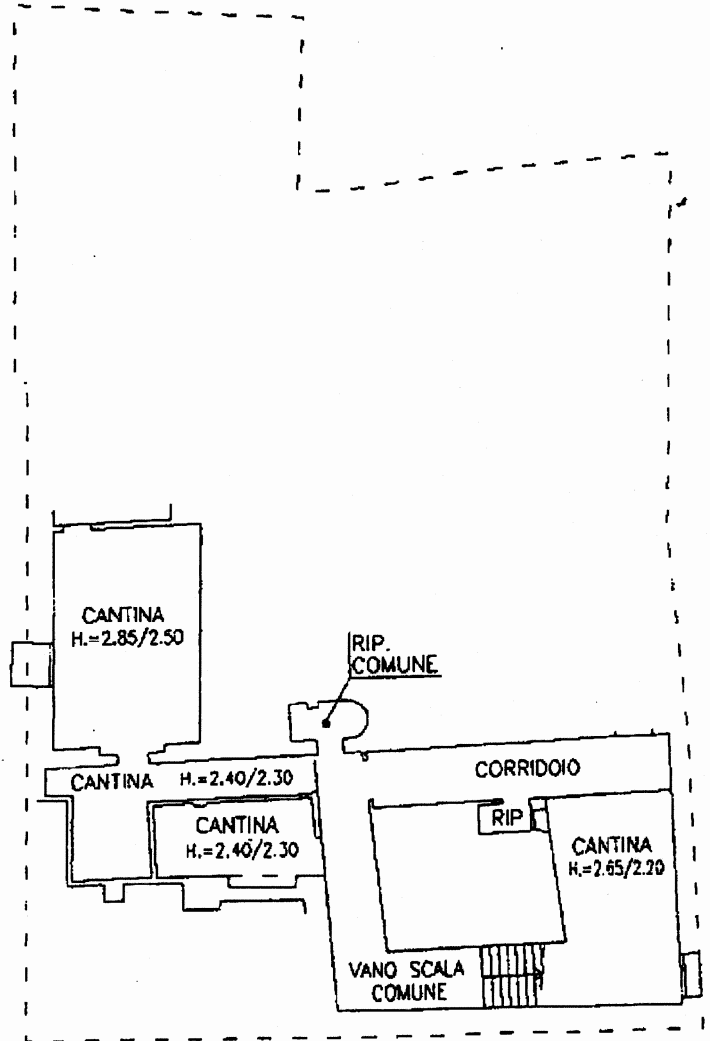 CANTINA
H.=2.85/2.50
RIP.
COMUNE
CANTINA H.=2.40/2.30
CORRIDOIO
CANTINA
H.=2.40/2.30
RIP
CANTINA
H.=2.65/2.20
VANO SCALA
COMUNE